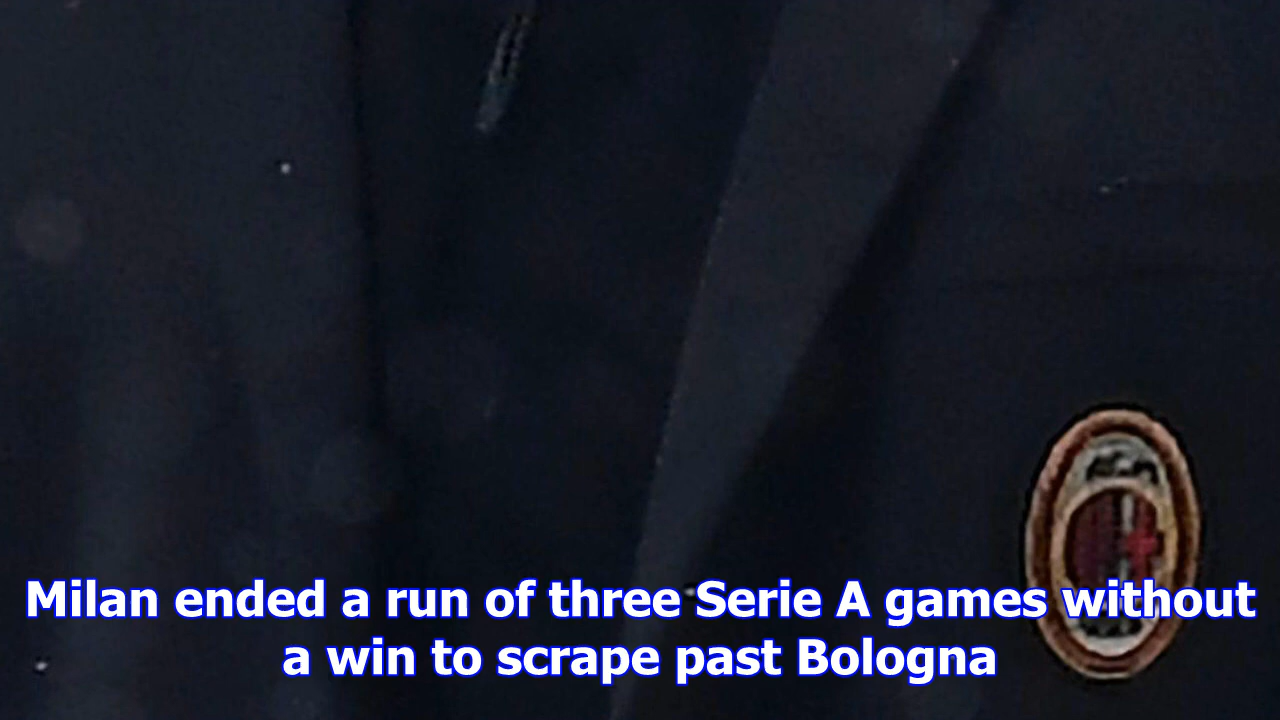 Milan ended a run of three Serie A games without
a win to scrape past Bologna